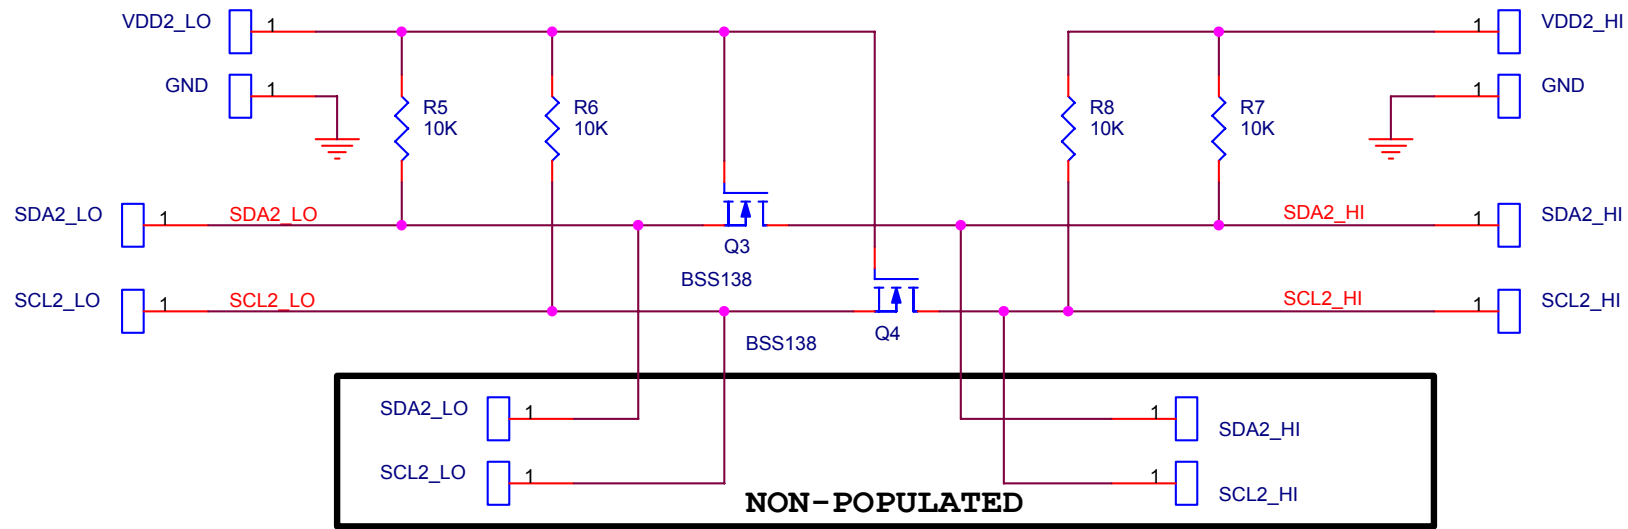 VDD2_LO 1
1 VDD2_HI
GND 1
1 GND
R5
10K
R6
10K
R8
10K
R7
10K
SDA2_LO 1 SDA2_LO
SDA2_HI 1 SDA2_HI
Q3
BSS138
SCL2_LO 1 SCL2_LO
SCL2_HI 1 SCL2_HI
Q4
BSS138
SDA2_LO 1
1 SDA2_HI
SCL2_LO 1
1 SCL2_HI
NON-POPULATED